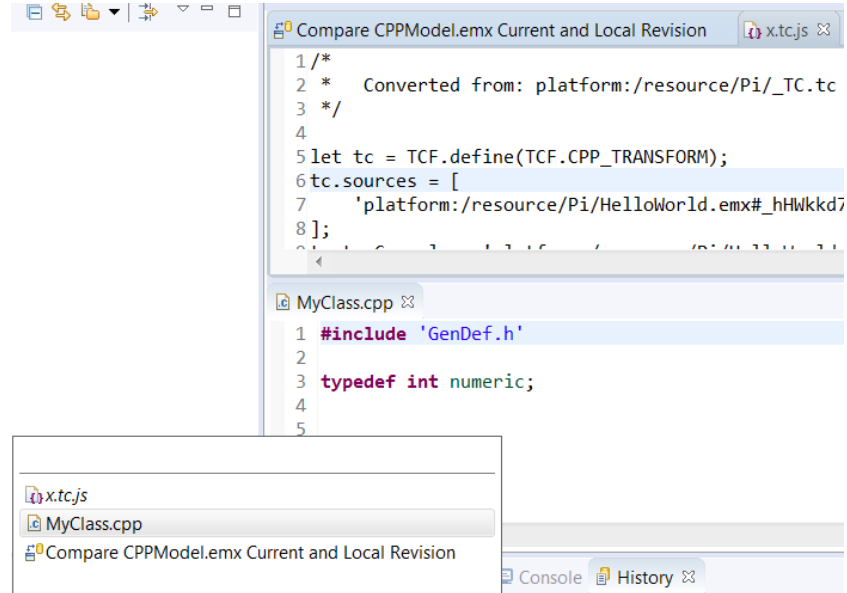 Compare CPPModel.emx Current and Local Revision
x.tc.js
1 /*
2 *   Converted from: platform:/resource/Pi/_TC.tc
3 */
4
5 let tc = TCF.define(TCF.CPP_TRANSFORM);
6 tc.sources = [
7     'platform:/resource/Pi/HelloWorld.emx#_hHWkkd7
8 ];
MyClass.cpp
1 #include 'GenDef.h'
2
3 typedef int numeric;
4
5
x.tc.js
MyClass.cpp
Compare CPPModel.emx Current and Local Revision
Console
History